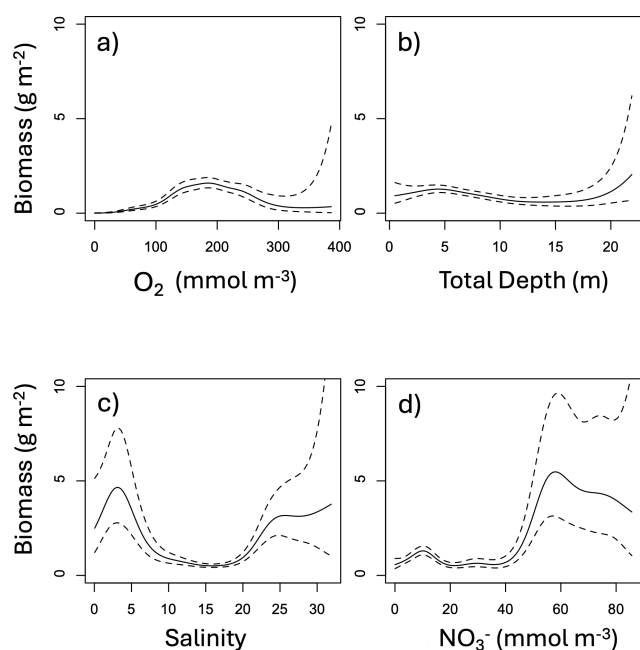 a)
b)
Biomass (g m⁻²)
10
5
0
10
5
0
0 100 200 300 400
0 5 10 15 20
O₂ (mmol m⁻³)
Total Depth (m)
c)
d)
Biomass (g m⁻²)
10
5
0
10
5
0
0 5 10 15 20 25 30
0 20 40 60 80
Salinity
NO₃⁻ (mmol m⁻³)